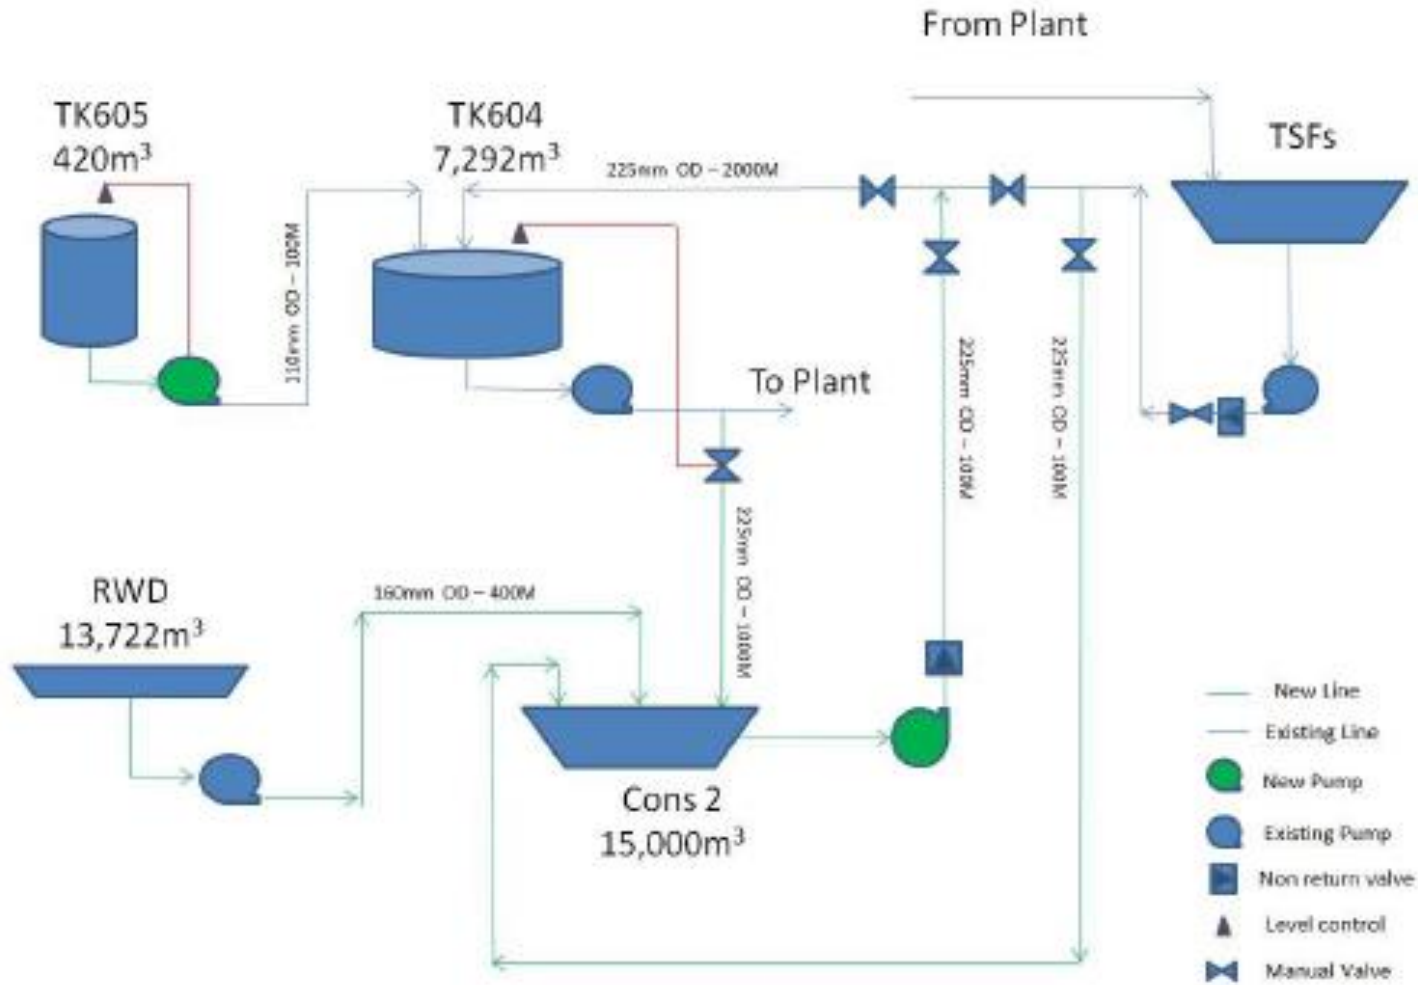 From Plant
TK605
420m³
TK604
7,292m³
TSFs
225mm OD – 2000M
110mm OD – 100M
To Plant
225mm OD – 100M
225mm OD – 100M
225mm OD – 1000M
RWD
13,722m³
160mm OD – 400M
Cons 2
15,000m³
New Line
Existing Line
New Pump
Existing Pump
Non return valve
Level control
Manual Valve